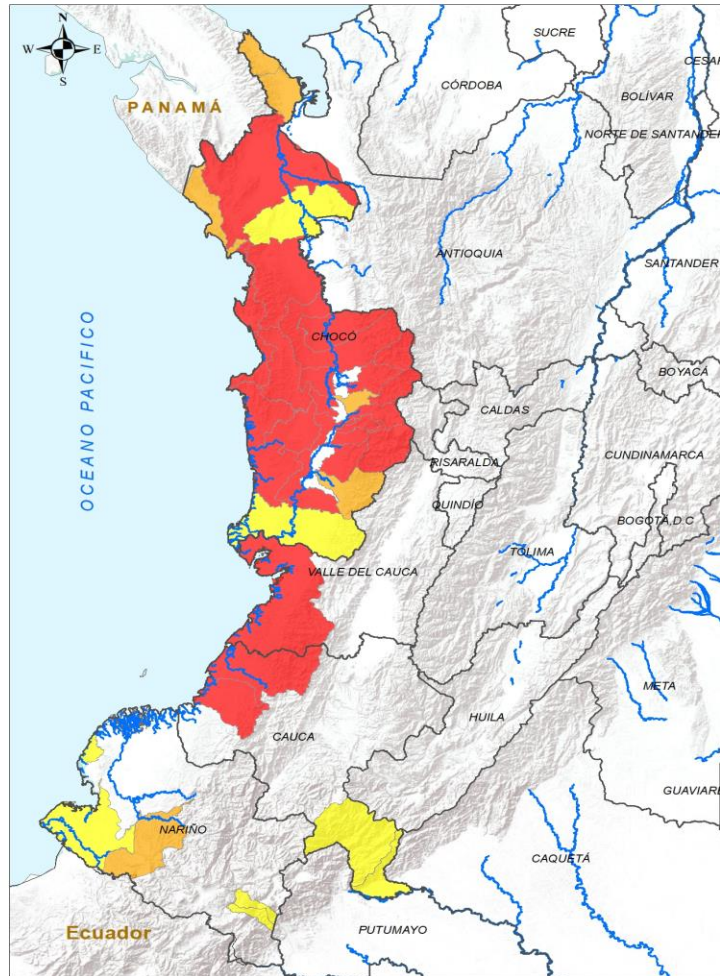 N
W E
S
SUCRE
CESAR
CÓRDOBA
BOLÍVAR
PANAMÁ
NORTE DE SANTANDER
ANTIOQUIA
SANTANDER
OCEANO PACIFICO
CHOCÓ
BOYACÁ
CALDAS
CUNDINAMARCA
RISARALDA
QUINDÍO
BOGOTÁ, D.C
TOLIMA
VALLE DEL CAUCA
META
HUILA
CAUCA
GUAVIARE
NARIÑO
CAQUETÁ
Ecuador
PUTUMAYO